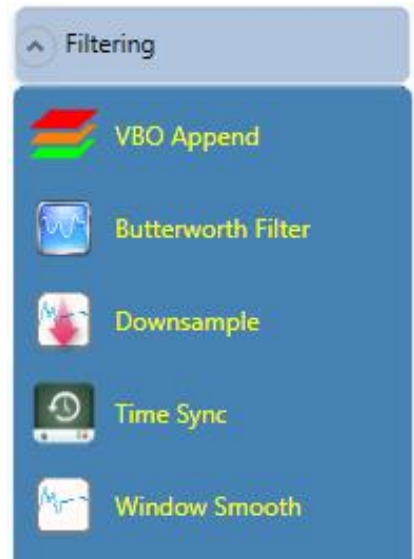 Filtering
VBO Append
Butterworth Filter
Downsample
Time Sync
Window Smooth